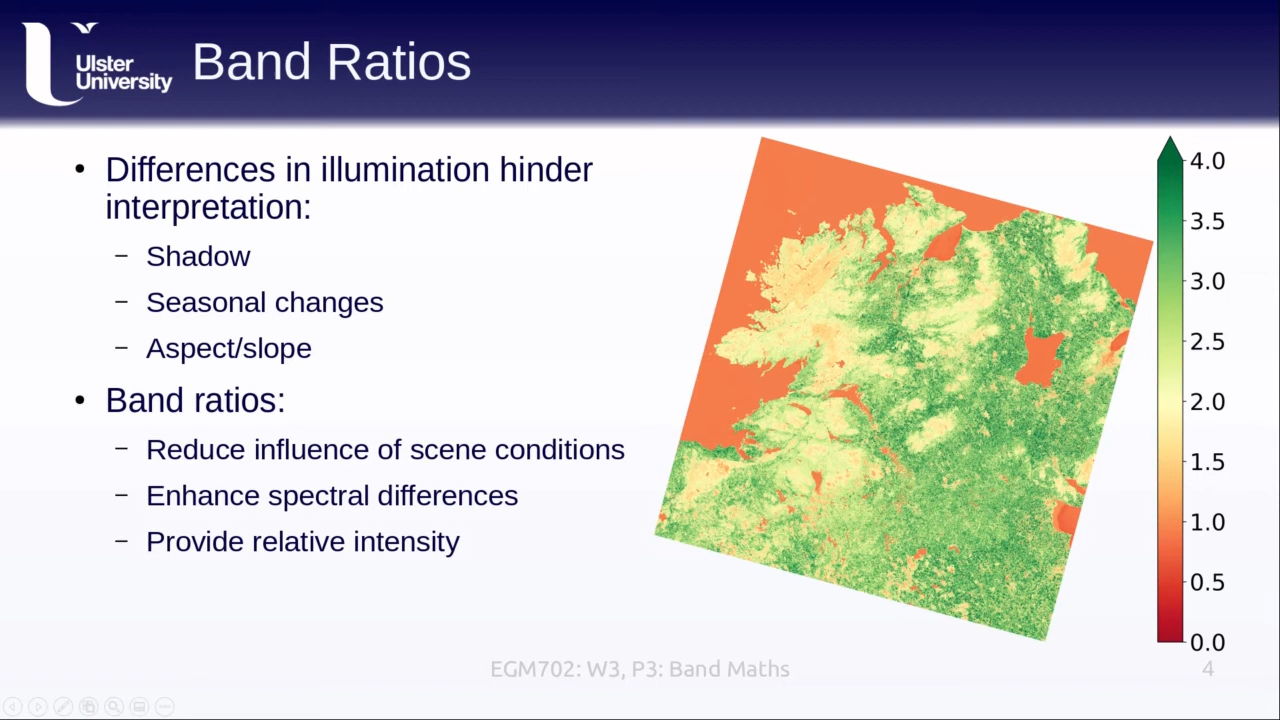 Ulster
University
Band Ratios
• Differences in illumination hinder
interpretation:
– Shadow
– Seasonal changes
– Aspect/slope
• Band ratios:
– Reduce influence of scene conditions
– Enhance spectral differences
– Provide relative intensity
4.0
3.5
3.0
2.5
2.0
1.5
1.0
0.5
0.0
EGM702: W3, P3: Band Maths
4